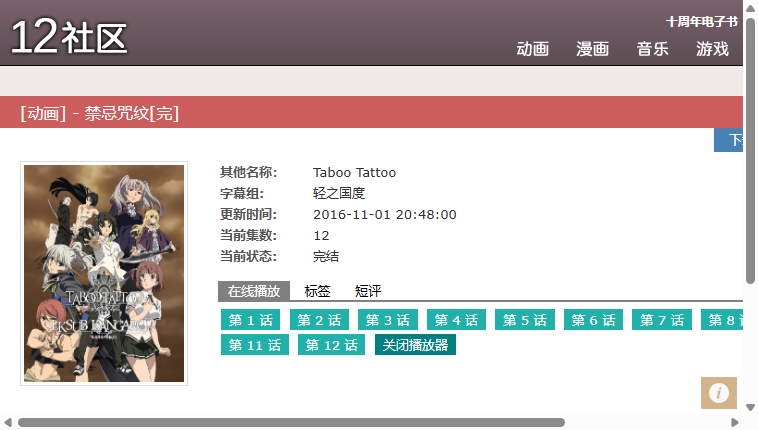 12社区
十周年电子书
动画 漫画 音乐 游戏
[动画] - 禁忌咒纹[完]
其他名称: Taboo Tattoo
字幕组: 轻之国度
更新时间: 2016-11-01 20:48:00
当前集数: 12
当前状态: 完结
在线播放 标签 短评
第 1 话 第 2 话 第 3 话 第 4 话 第 5 话 第 6 话 第 7 话 第 8
第 11 话 第 12 话 关闭播放器
TABOO TATTOO